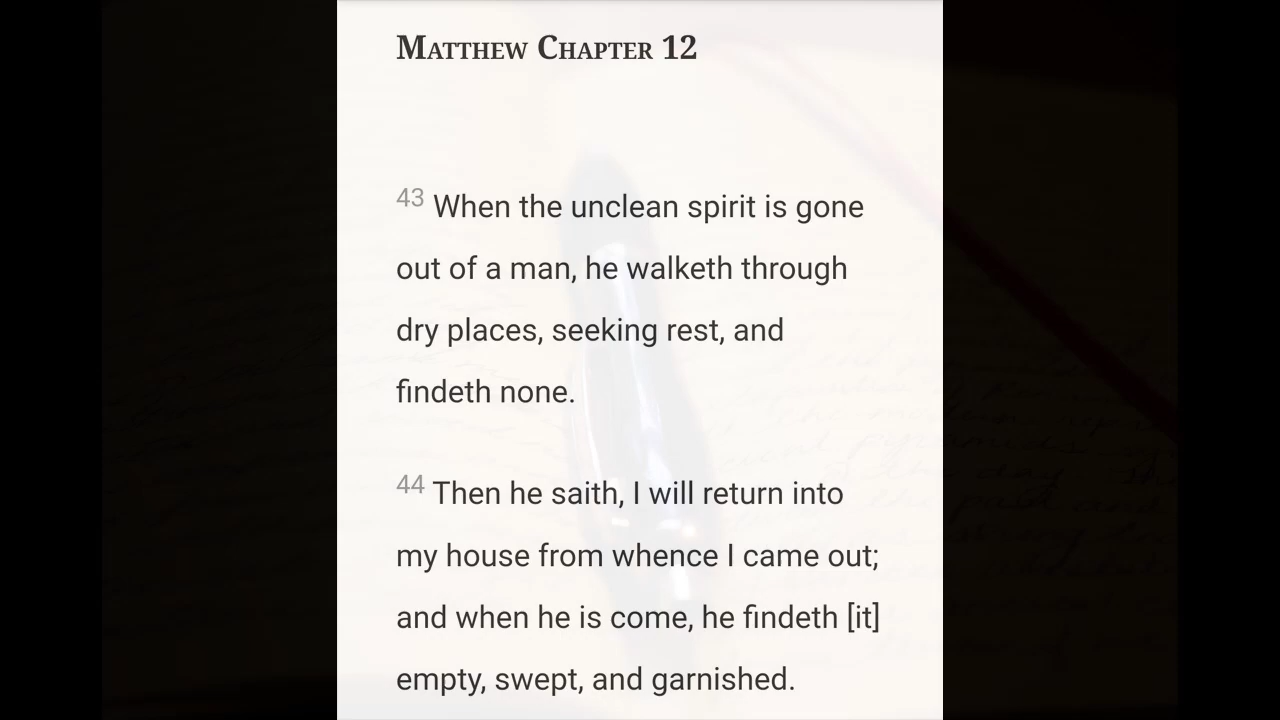 Matthew Chapter 12
43 When the unclean spirit is gone
out of a man, he walketh through
dry places, seeking rest, and
findeth none.
44 Then he saith, I will return into
my house from whence I came out;
and when he is come, he findeth [it]
empty, swept, and garnished.